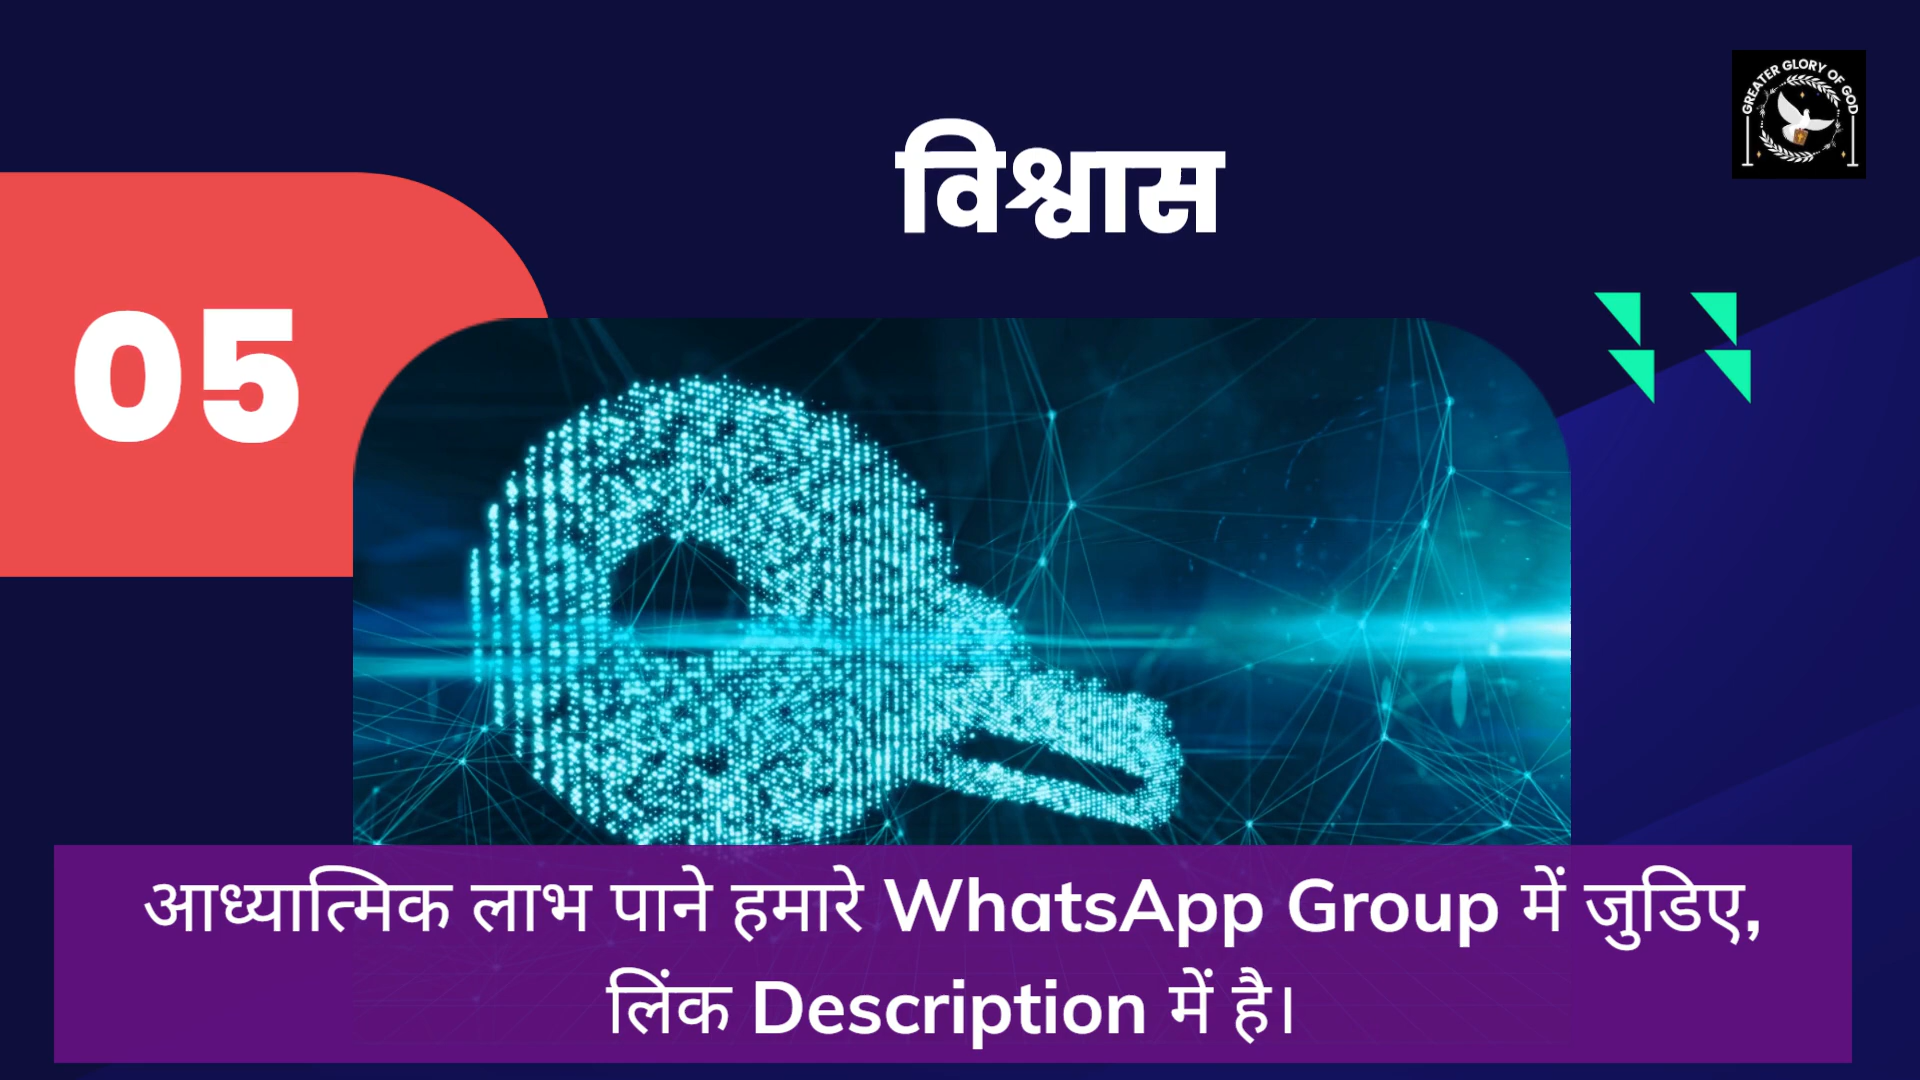 GREATER GLORY OF GOD
विश्वास
05
आध्यात्मिक लाभ पाने हमारे WhatsApp Group में जुडिए,
लिंक Description में है।